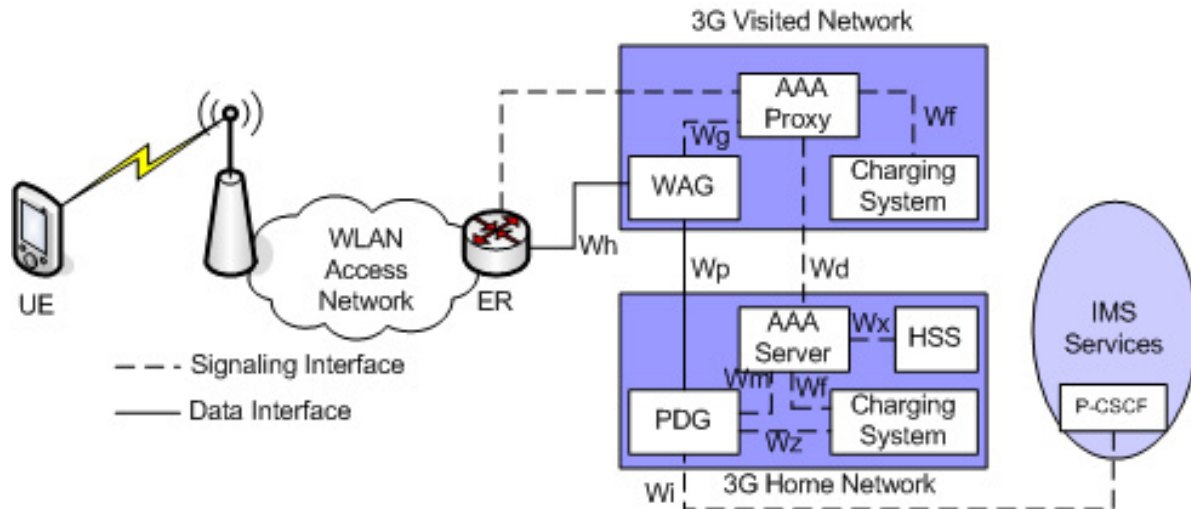 3G Visited Network
AAA
Proxy
Wf
Wg
WAG
Charging
System
WLAN
Access
Network
Wh
UE
ER
Wp
Wd
AAA
Server
Wx
HSS
IMS
Services
Signaling Interface
Wm
Wf
Data Interface
PDG
Charging
System
P-CSCF
Wz
Wi
3G Home Network